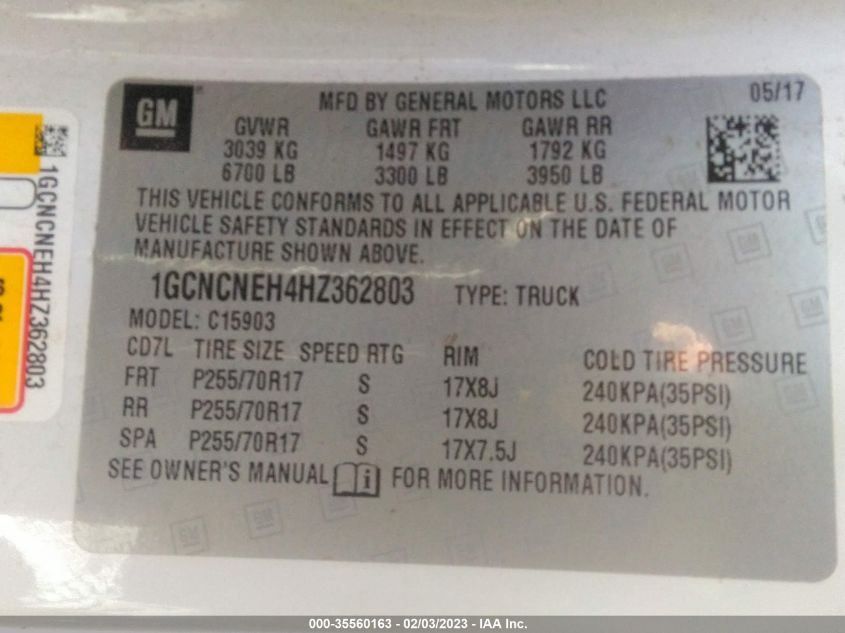 GM
MFD BY GENERAL MOTORS LLC 05/17
GVWR GAWR FRT GAWR RR
3039 KG 1497 KG 1792 KG
6700 LB 3300 LB 3950 LB
THIS VEHICLE CONFORMS TO ALL APPLICABLE U.S. FEDERAL MOTOR
VEHICLE SAFETY STANDARDS IN EFFECT ON THE DATE OF
MANUFACTURE SHOWN ABOVE.
1GCNCNEH4HZ362803 TYPE: TRUCK
MODEL: C15903
CD7L TIRE SIZE SPEED RTG RIM COLD TIRE PRESSURE
FRT P255/70R17 S 17X8J 240KPA(35PSI)
RR P255/70R17 S 17X8J 240KPA(35PSI)
SPA P255/70R17 S 17X7.5J 240KPA(35PSI)
SEE OWNER'S MANUAL i FOR MORE INFORMATION.
1GCNCNEH4HZ362803
000-35560163 - 02/03/2023 - IAA Inc.